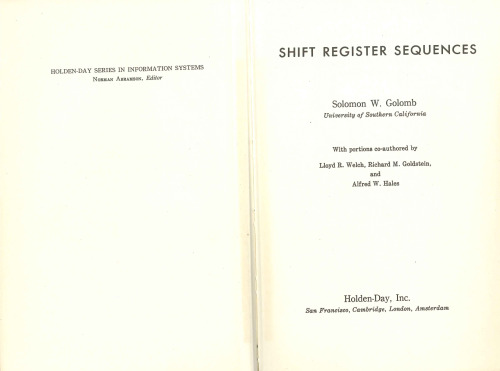 HOLDEN-DAY SERIES IN INFORMATION SYSTEMS
NORMAN ABRAMSON, Editor
SHIFT REGISTER SEQUENCES
Solomon W. Golomb
University of Southern California
With portions co-authored by
Lloyd R. Welch, Richard M. Goldstein,
and
Alfred W. Hales
Holden-Day, Inc.
San Francisco, Cambridge, London, Amsterdam